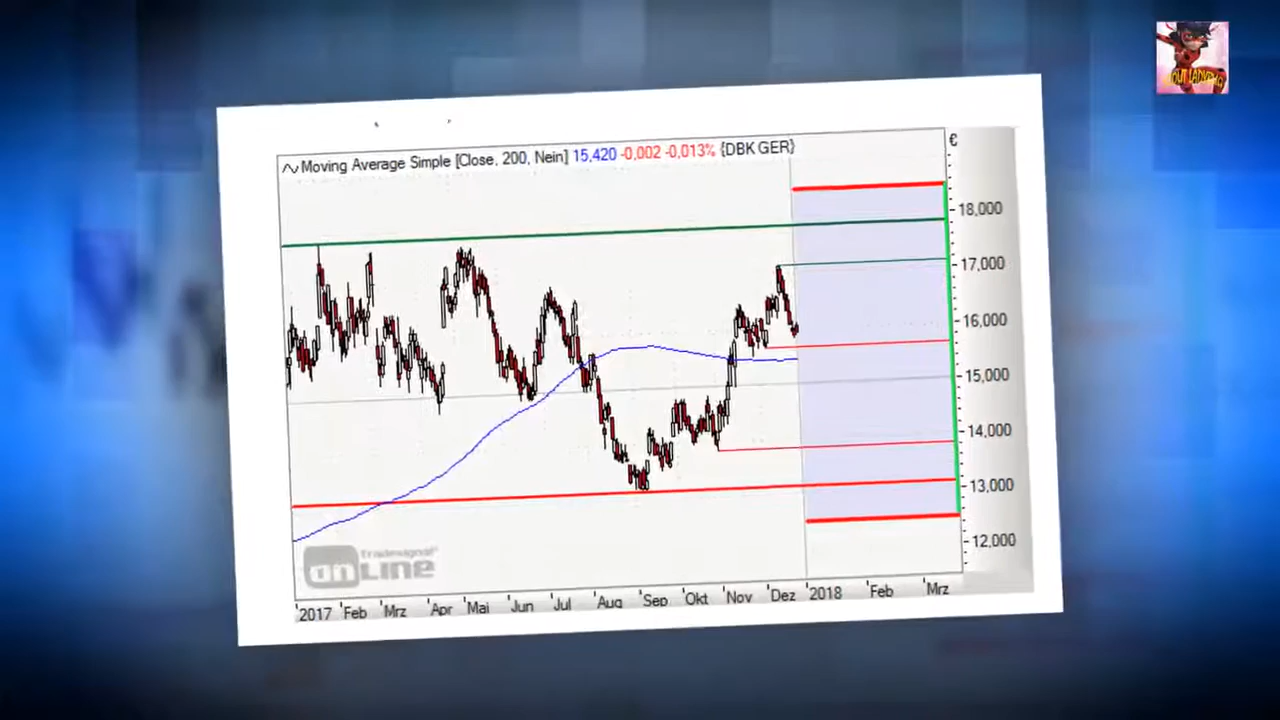 Moving Average Simple [Close, 200, Nein] 15,420 -0,002 -0,013% {DBK GER}
€
18,000
17,000
16,000
15,000
14,000
13,000
12,000
tradesignal
onLINE
2017 Feb Mrz Apr Mai Jun Jul Aug Sep Okt Nov Dez 2018 Feb Mrz